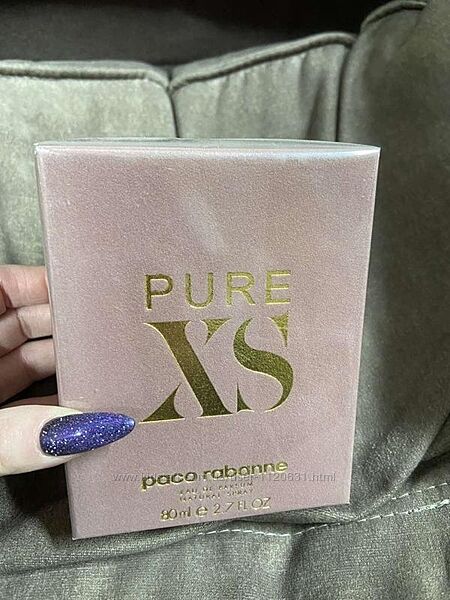 PURE
XS
paco rabanne
EAU DE PARFUM
NATURAL SPRAY
80ml e 2.7 FL OZ